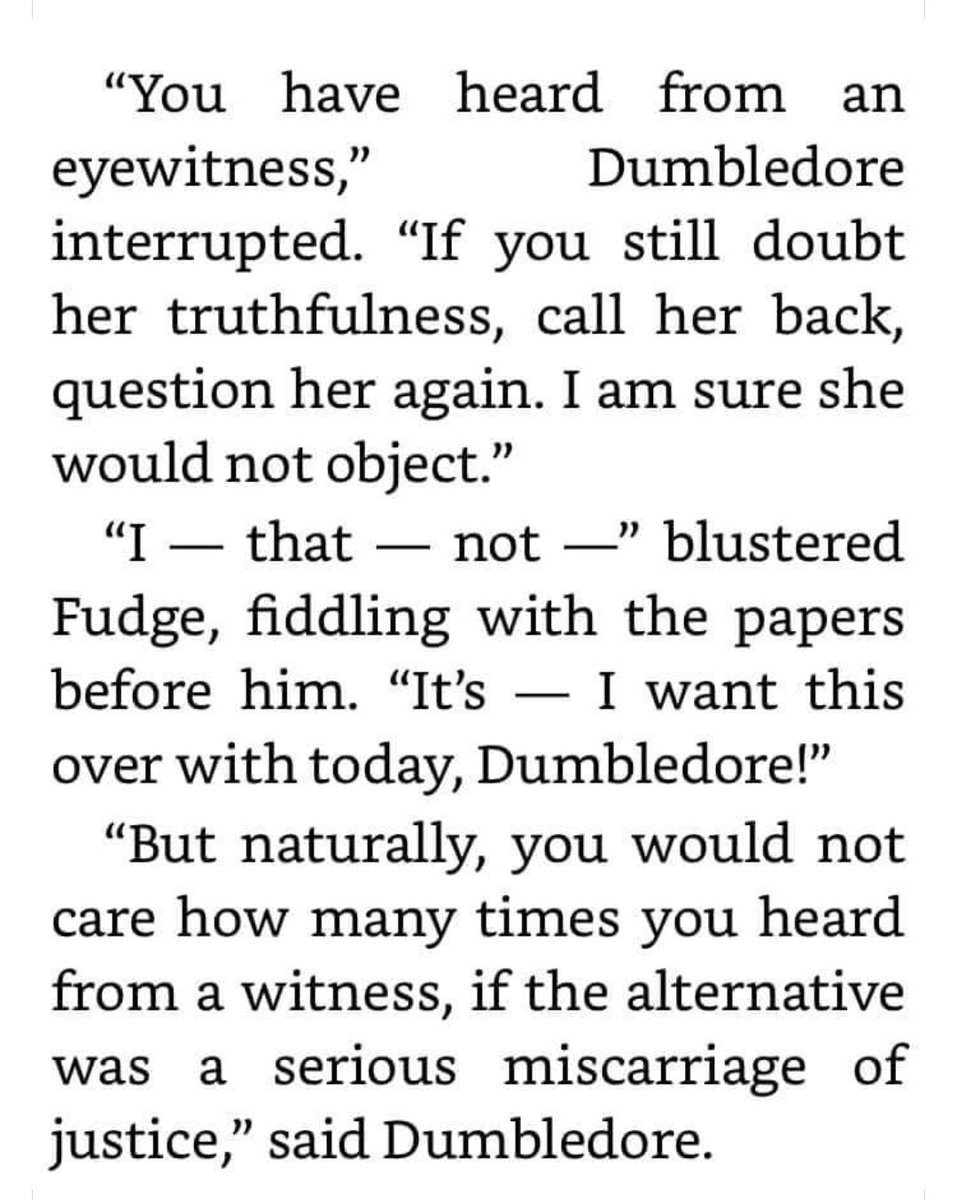 “You have heard from an
eyewitness,” Dumbledore
interrupted. “If you still doubt
her truthfulness, call her back,
question her again. I am sure she
would not object.”
“I — that — not —” blustered
Fudge, fiddling with the papers
before him. “It’s — I want this
over with today, Dumbledore!”
“But naturally, you would not
care how many times you heard
from a witness, if the alternative
was a serious miscarriage of
justice,” said Dumbledore.